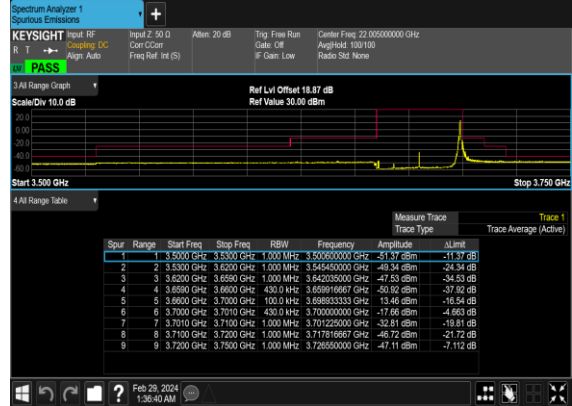 Spectrum Analyzer 1
Spurious Emissions
+
KEYSIGHT Input: RF Input Z: 50 Ω Atten: 20 dB Trig: Free Run Center Freq: 22.005000000 GHz
R T Coupling: DC Corr CCorr Gate: Off Avg|Hold: 100/100
Align: Auto Freq Ref: Int (S) IF Gain: Low Radio Std: None
PASS
3 All Range Graph
Ref Lvl Offset 18.87 dB
Scale/Div 10.0 dB Ref Value 30.00 dBm
20.0
0.00
-20.0
-40.0
-60.0
Start 3.500 GHz Stop 3.750 GHz
4 All Range Table
Measure Trace Trace 1
Trace Type Trace Average (Active)
Spur Range Start Freq Stop Freq RBW Frequency Amplitude ΔLimit
1 1 3.5000 GHz 3.5300 GHz 1.000 MHz 3.500600000 GHz -51.37 dBm -11.37 dB
2 2 3.5300 GHz 3.6200 GHz 1.000 MHz 3.545450000 GHz -49.34 dBm -24.34 dB
3 3 3.6200 GHz 3.6590 GHz 1.000 MHz 3.642035000 GHz -47.53 dBm -34.53 dB
4 4 3.6590 GHz 3.6600 GHz 430.0 kHz 3.659916667 GHz -50.92 dBm -37.92 dB
5 5 3.6600 GHz 3.7000 GHz 100.0 kHz 3.698933333 GHz 13.46 dBm -16.54 dB
6 6 3.7000 GHz 3.7010 GHz 430.0 kHz 3.700000000 GHz -17.66 dBm -4.663 dB
7 7 3.7010 GHz 3.7100 GHz 1.000 MHz 3.701225000 GHz -32.81 dBm -19.81 dB
8 8 3.7100 GHz 3.7200 GHz 1.000 MHz 3.717816667 GHz -46.72 dBm -21.72 dB
9 9 3.7200 GHz 3.7500 GHz 1.000 MHz 3.726550000 GHz -47.11 dBm -7.112 dB
? Feb 29, 2024
1:36:40 AM